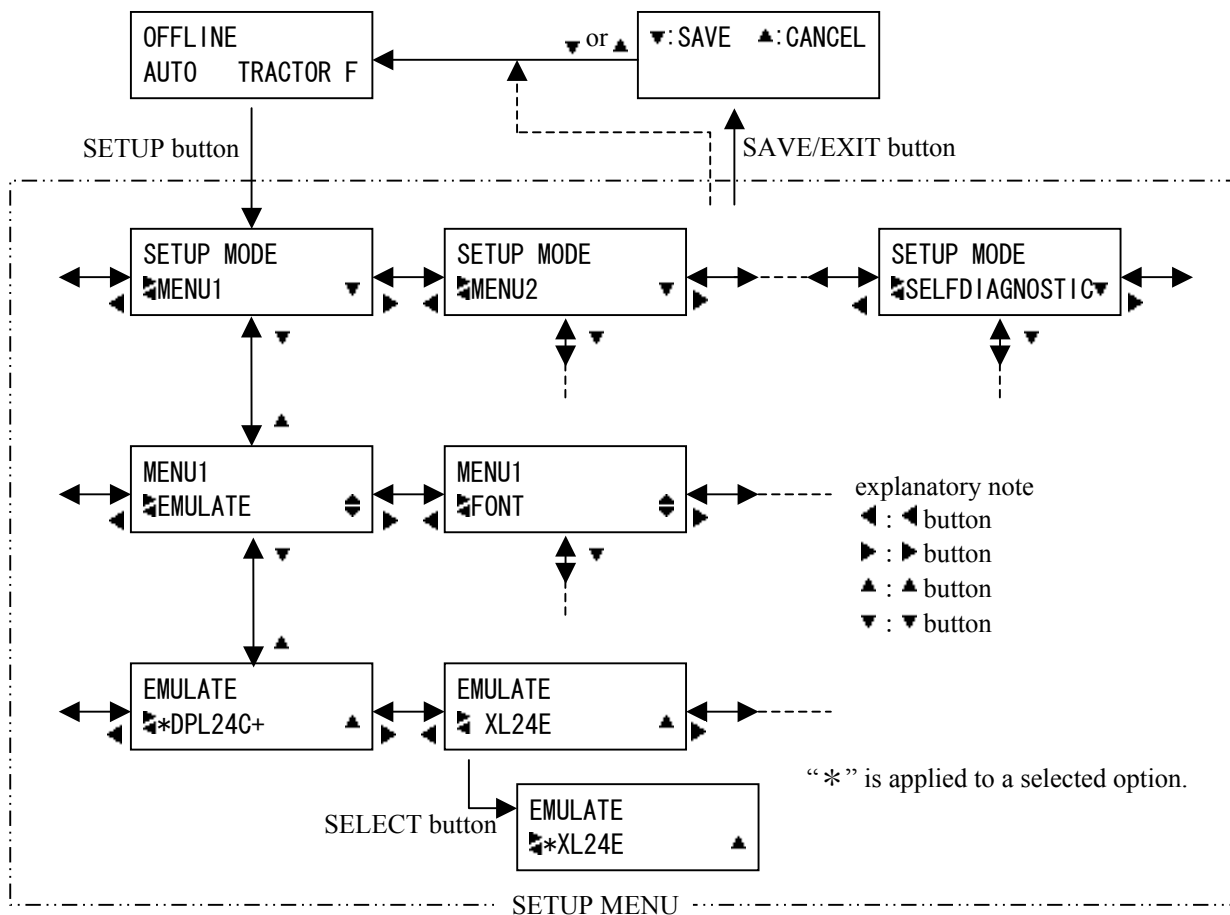 OFFLINE
AUTO TRACTOR F
▼ or ▲
▼:SAVE ▲:CANCEL
SETUP button
SAVE/EXIT button
SETUP MODE
MENU1 ▼
SETUP MODE
MENU2 ▼
SETUP MODE
SELFDIAGNOSTIC▼
◀ ▶ ◀ ▶ ◀ ▶
▼ ▼ ▼
▲
MENU1
EMULATE
MENU1
FONT
◀ ▶ ◀ ▶
▼ ▼
▲
explanatory note
◀ : ◀ button
▶ : ▶ button
▲ : ▲ button
▼ : ▼ button
EMULATE
*DPL24C+ ▲
EMULATE
XL24E ▲
◀ ▶ ◀ ▶
“*” is applied to a selected option.
SELECT button
EMULATE
*XL24E ▲
SETUP MENU